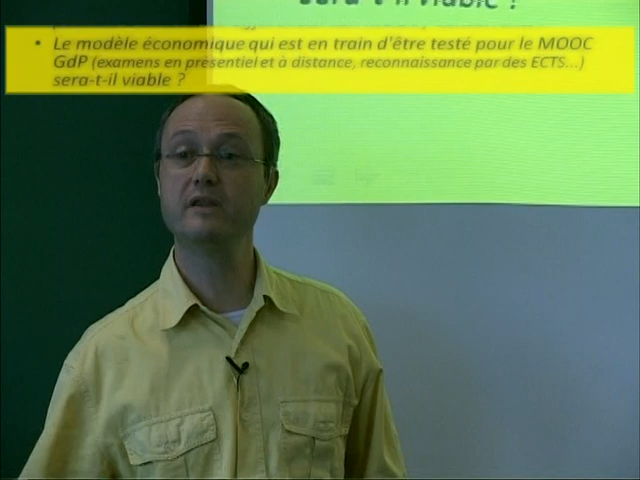 sera-t-il viable ?
• Le modèle économique qui est en train d'être testé pour le MOOC
GdP (examens en présentiel et à distance, reconnaissance par des ECTS...)
sera-t-il viable ?